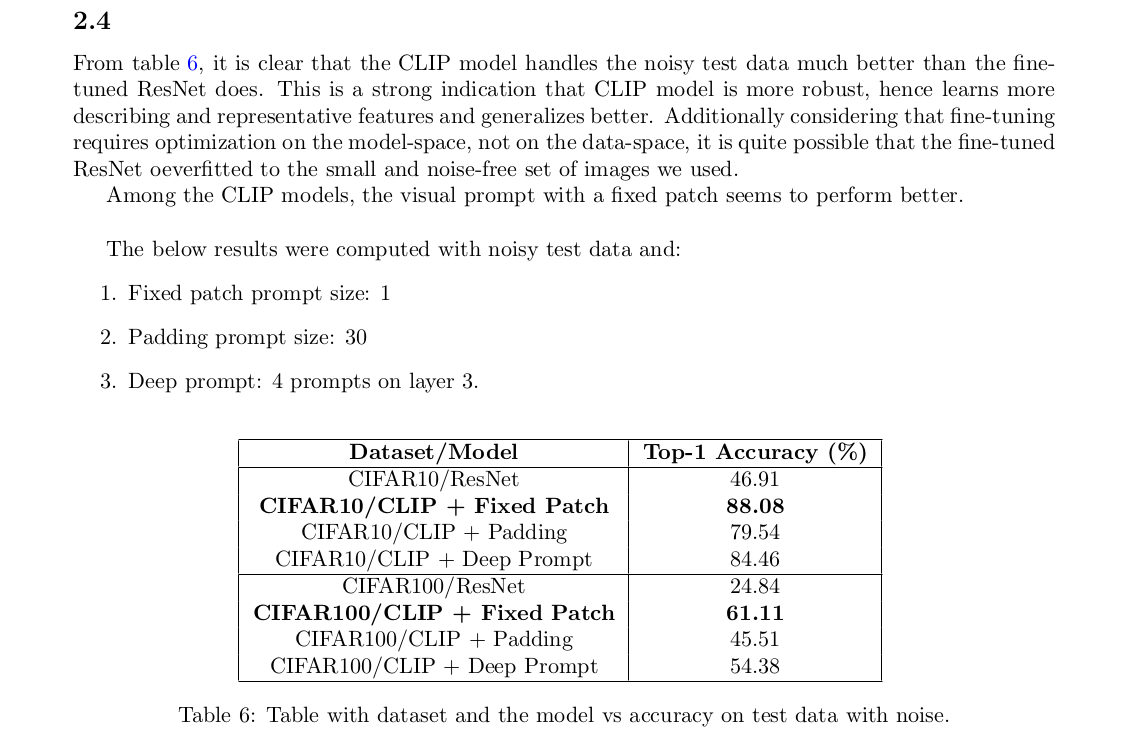 2.4
From table 6, it is clear that the CLIP model handles the noisy test data much better than the fine-
tuned ResNet does. This is a strong indication that CLIP model is more robust, hence learns more
describing and representative features and generalizes better. Additionally considering that fine-tuning
requires optimization on the model-space, not on the data-space, it is quite possible that the fine-tuned
ResNet oeverfitted to the small and noise-free set of images we used.
Among the CLIP models, the visual prompt with a fixed patch seems to perform better.
The below results were computed with noisy test data and:
1. Fixed patch prompt size: 1
2. Padding prompt size: 30
3. Deep prompt: 4 prompts on layer 3.
Dataset/Model Top-1 Accuracy (%)
CIFAR10/ResNet 46.91
CIFAR10/CLIP + Fixed Patch 88.08
CIFAR10/CLIP + Padding 79.54
CIFAR10/CLIP + Deep Prompt 84.46
CIFAR100/ResNet 24.84
CIFAR100/CLIP + Fixed Patch 61.11
CIFAR100/CLIP + Padding 45.51
CIFAR100/CLIP + Deep Prompt 54.38
Table 6: Table with dataset and the model vs accuracy on test data with noise.